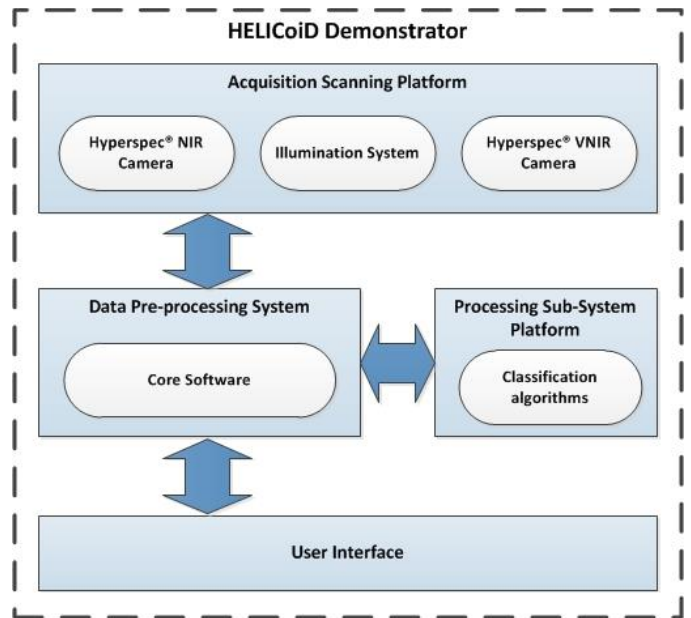 HELICoiD Demonstrator
Acquisition Scanning Platform
Hyperspec® NIR
Camera
Illumination System
Hyperspec® VNIR
Camera
Data Pre-processing System
Core Software
Processing Sub-System
Platform
Classification
algorithms
User Interface